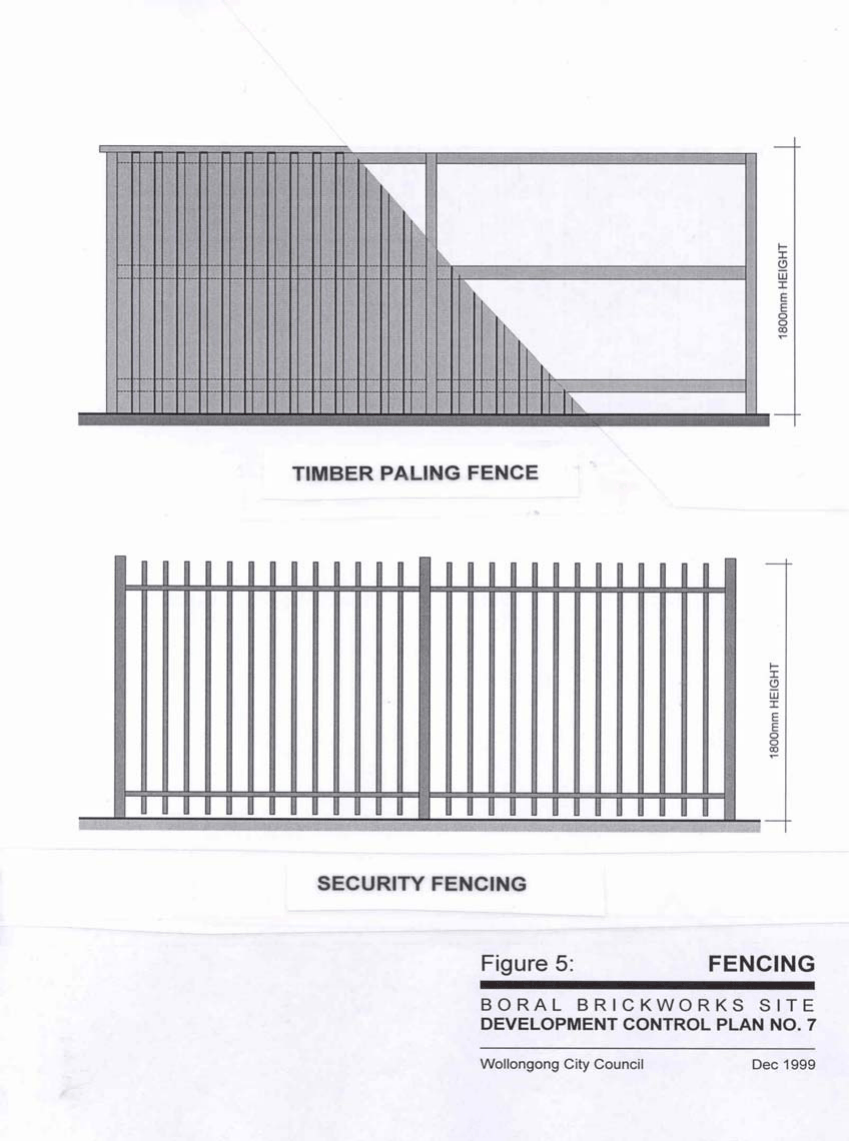 1800mm HEIGHT
TIMBER PALING FENCE
1800mm HEIGHT
SECURITY FENCING
Figure 5: FENCING
BORAL BRICKWORKS SITE
DEVELOPMENT CONTROL PLAN NO. 7
Wollongong City Council Dec 1999